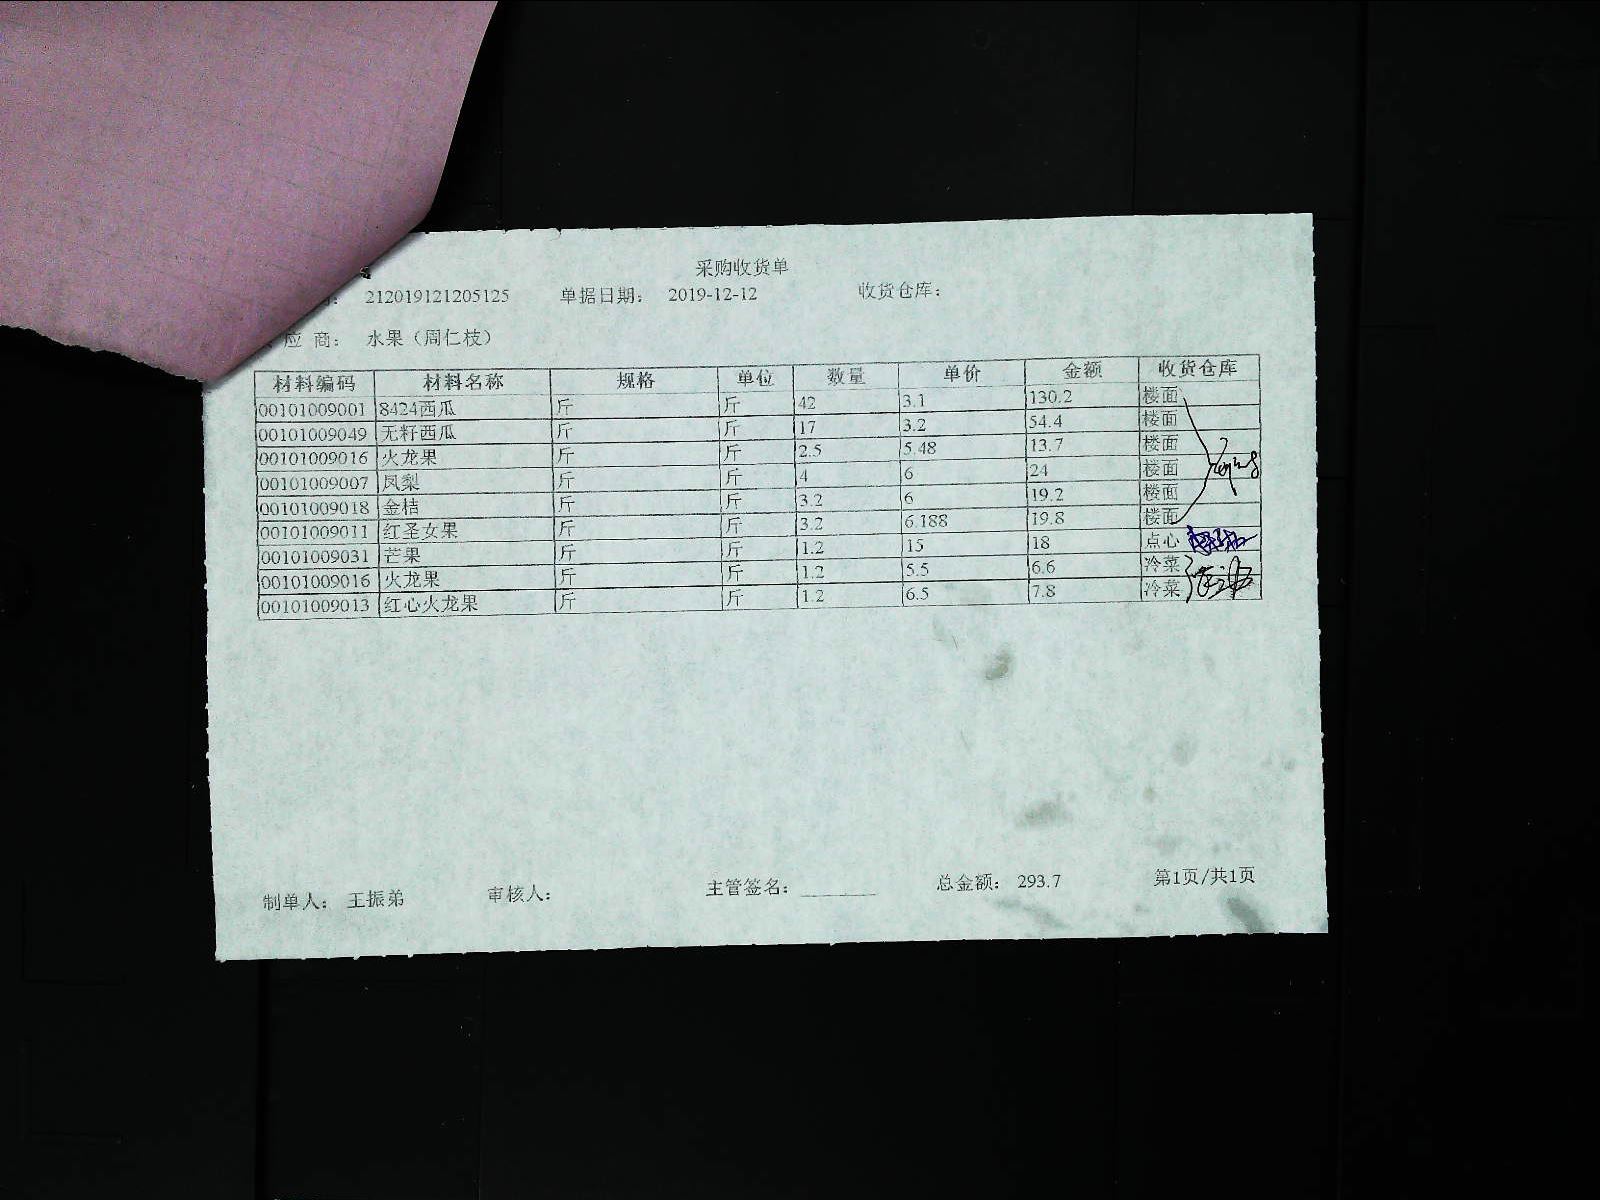 采购收货单
: 212019121205125 单据日期: 2019-12-12 收货仓库:
应 商: 水果（周仁枝）
材料编码 材料名称 规格 单位 数量 单价 金额 收货仓库
00101009001 8424西瓜 斤 斤 42 3.1 130.2 楼面
00101009049 无籽西瓜 斤 斤 17 3.2 54.4 楼面
00101009016 火龙果 斤 斤 2.5 5.48 13.7 楼面
00101009007 凤梨 斤 斤 4 6 24 楼面
00101009018 金桔 斤 斤 3.2 6 19.2 楼面
00101009011 红圣女果 斤 斤 3.2 6.188 19.8 楼面
00101009031 芒果 斤 斤 1.2 15 18 点心
00101009016 火龙果 斤 斤 1.2 5.5 6.6 冷菜
00101009013 红心火龙果 斤 斤 1.2 6.5 7.8 冷菜
制单人: 王振弟 审核人: 主管签名: 总金额: 293.7 第1页/共1页